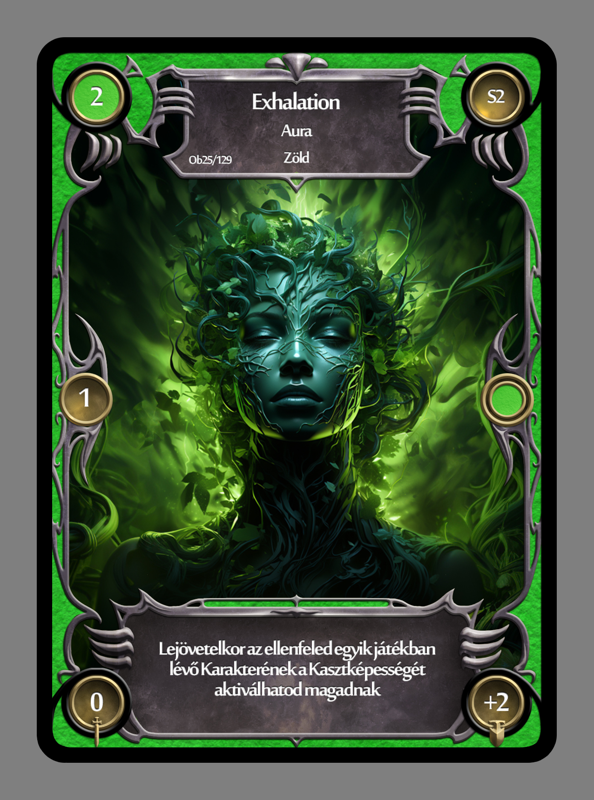 2
Exhalation
S2
Aura
Ob25/129
Zöld
1
Lejövetelkor az ellenfeled egyik játékban
lévő Karakterének a Kasztképességét
aktiválhatod magadnak
0
+2